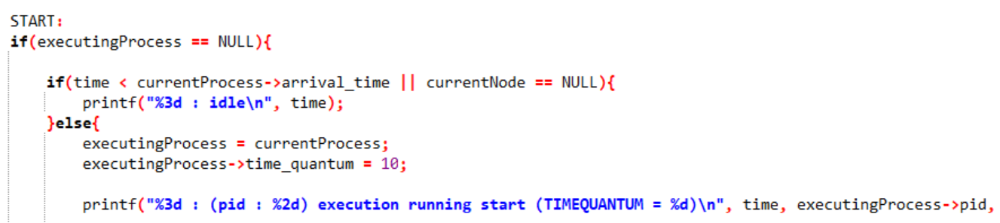 START:
if(executingProcess == NULL){
if(time < currentProcess->arrival_time || currentNode == NULL){
printf("%3d : idle\n", time);
}else{
executingProcess = currentProcess;
executingProcess->time_quantum = 10;
printf("%3d : (pid : %2d) execution running start (TIMEQUANTUM = %d)\n", time, executingProcess->pid,